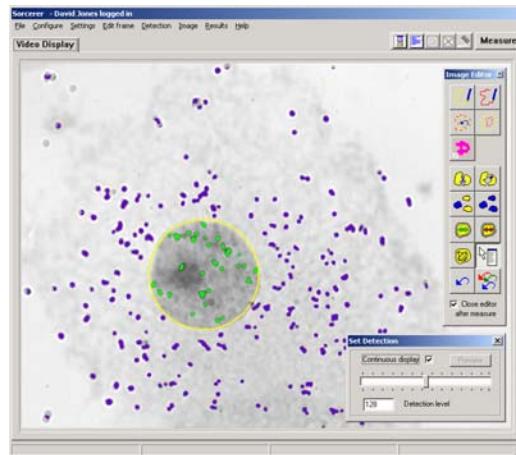 Sorcerer - David Jones logged in
File Configure Settings Edit frame Detection Image Results Help
Video Display
Measure
Image Editor
Close editor
after measure
Set Detection
Continuous display
Preview
128 Detection level